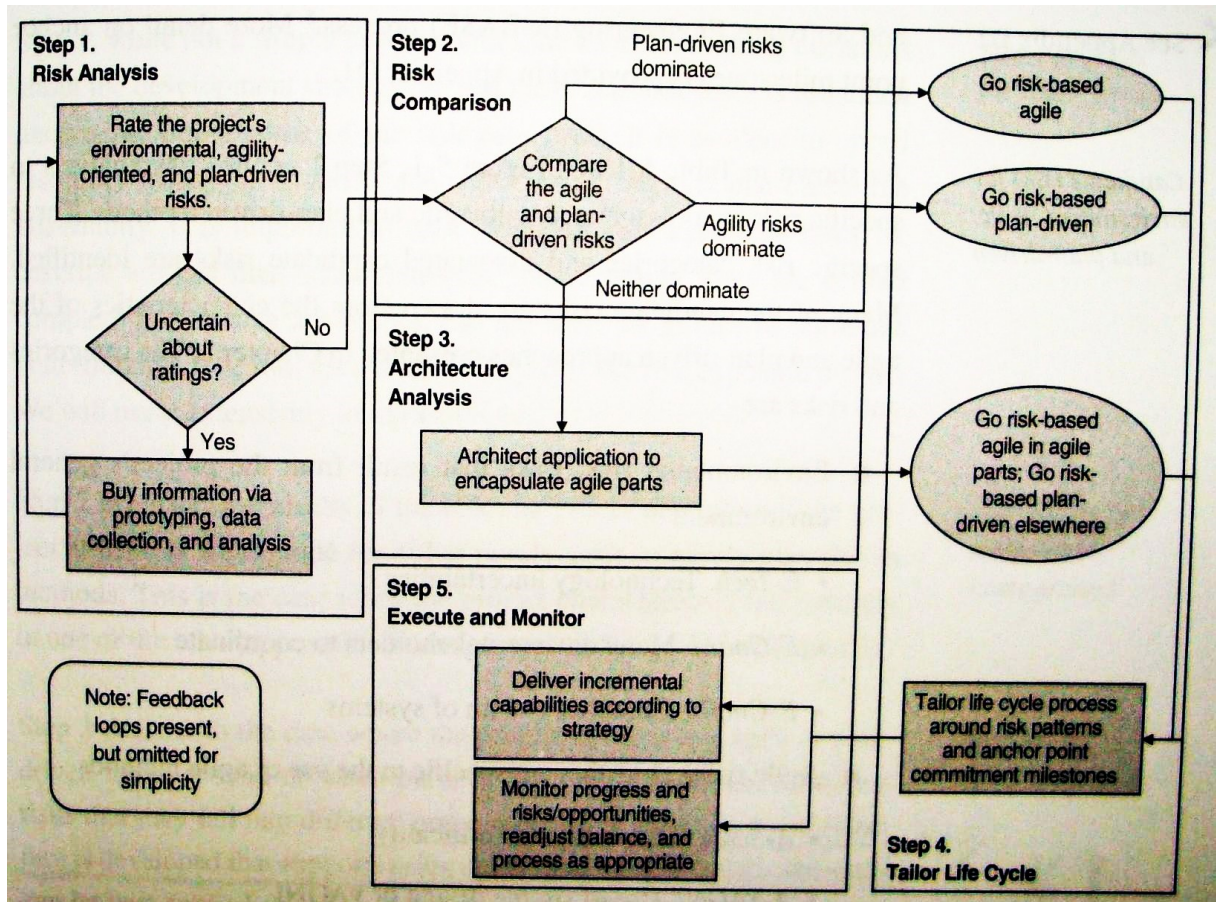 Step 1.
Risk Analysis
Rate the project's
environmental, agility-
oriented, and plan-driven
risks.
Uncertain
about
ratings?
No
Yes
Buy information via
prototyping, data
collection, and analysis
Note: Feedback
loops present,
but omitted for
simplicity
Step 2.
Risk
Comparison
Plan-driven risks
dominate
Compare
the agile
and plan-
driven risks
Agility risks
dominate
Neither dominate
Step 3.
Architecture
Analysis
Architect application to
encapsulate agile parts
Go risk-based
agile
Go risk-based
plan-driven
Go risk-based
agile in agile
parts; Go risk-
based plan-
driven elsewhere
Tailor life cycle process
around risk patterns
and anchor point
commitment milestones
Step 4.
Tailor Life Cycle
Step 5.
Execute and Monitor
Deliver incremental
capabilities according to
strategy
Monitor progress and
risks/opportunities,
readjust balance, and
process as appropriate